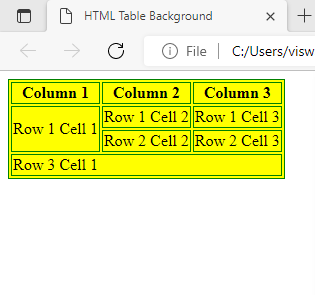 HTML Table Background
File
C:/Users/visw
Column 1 Column 2 Column 3
Row 1 Cell 1 Row 1 Cell 2 Row 1 Cell 3
Row 2 Cell 2 Row 2 Cell 3
Row 3 Cell 1